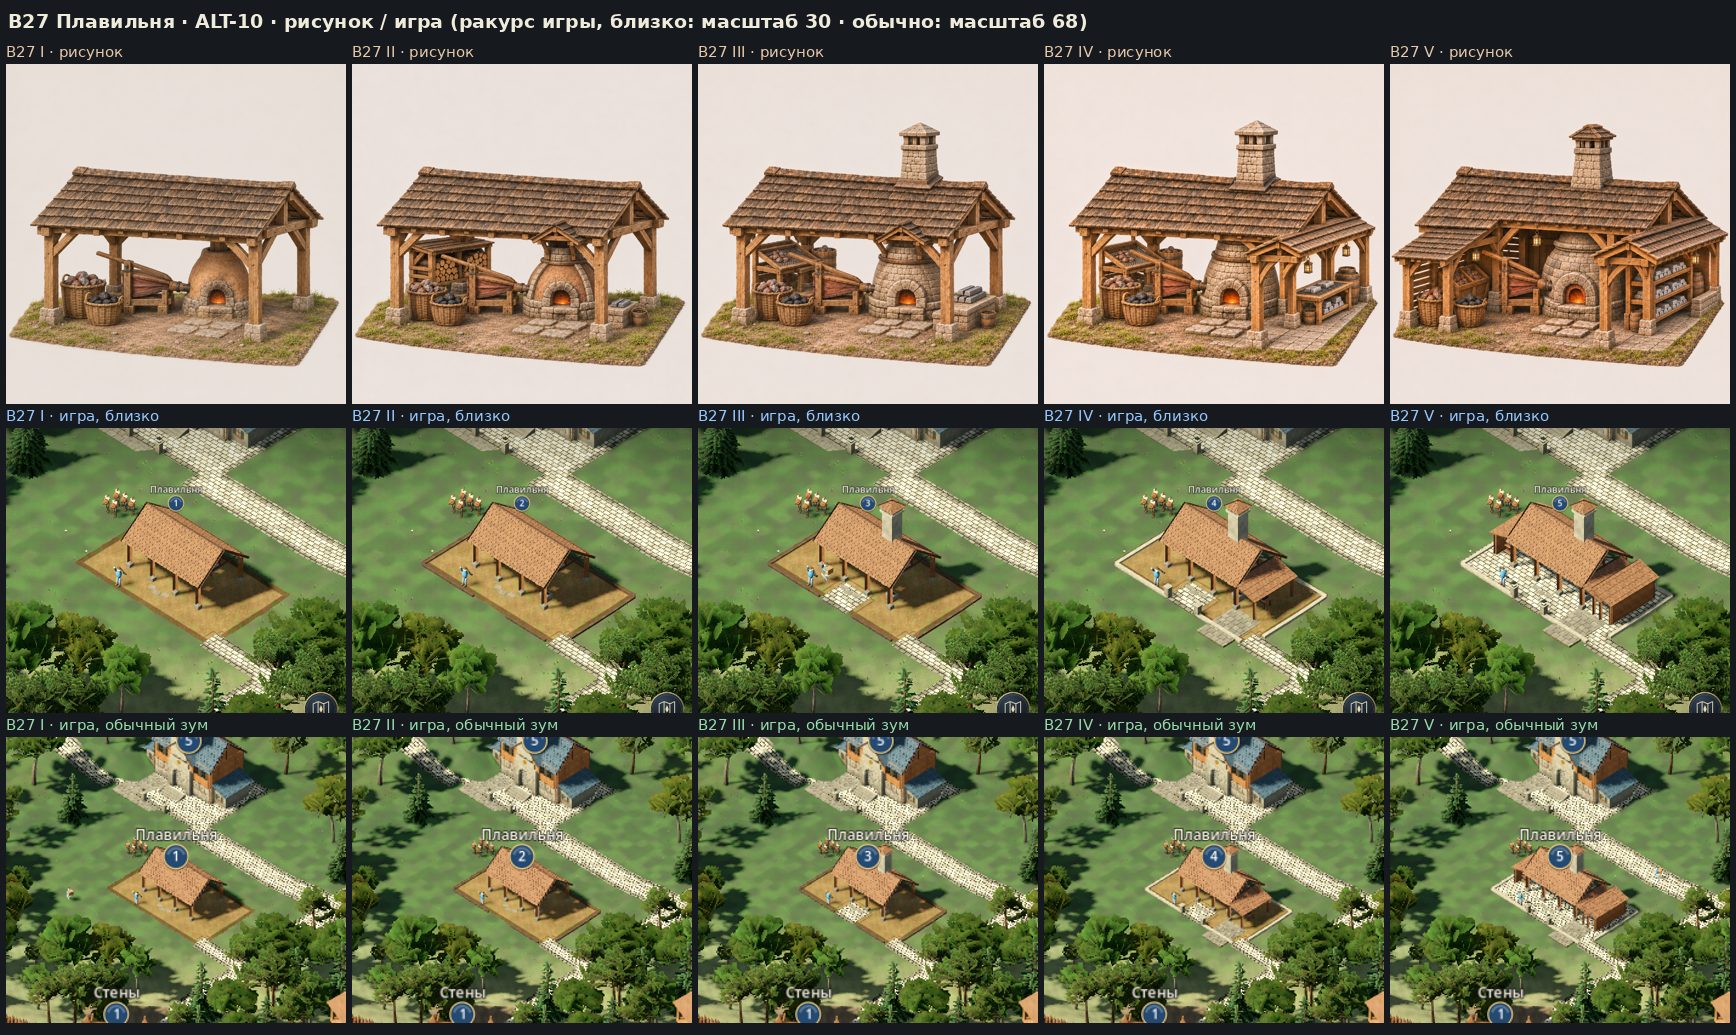 B27 Плавильня · ALT-10 · рисунок / игра (ракурс игры, близко: масштаб 30 · обычно: масштаб 68)
B27 I · рисунок
B27 II · рисунок
B27 III · рисунок
B27 IV · рисунок
B27 V · рисунок
B27 I · игра, близко
B27 II · игра, близко
B27 III · игра, близко
B27 IV · игра, близко
B27 V · игра, близко
Плавильня
1
Плавильня
2
Плавильня
3
Плавильня
4
Плавильня
5
B27 I · игра, обычный зум
B27 II · игра, обычный зум
B27 III · игра, обычный зум
B27 IV · игра, обычный зум
B27 V · игра, обычный зум
5
5
5
5
5
Плавильня
1
Плавильня
2
Плавильня
3
Плавильня
4
Плавильня
5
Стены
1
Стены
1
Стены
1
Стены
1
Стены
1